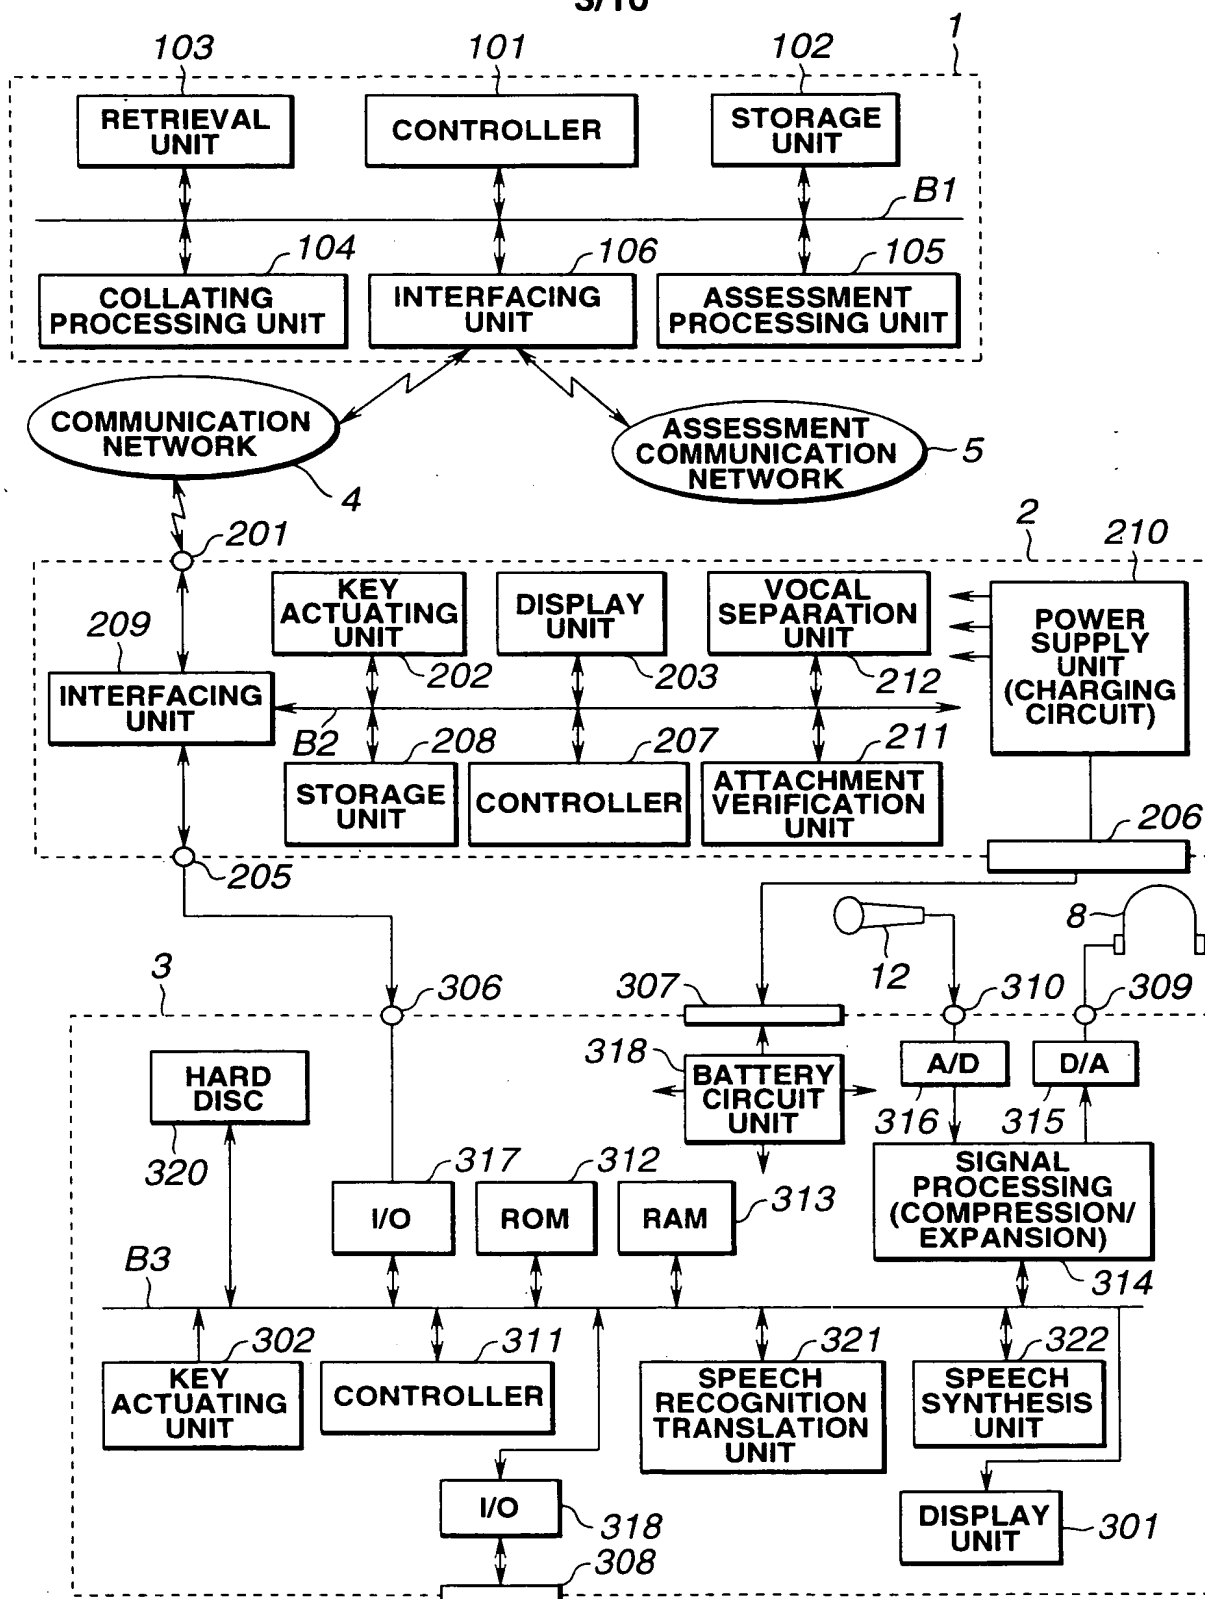 3/10
103
101
102
1
RETRIEVAL
UNIT
CONTROLLER
STORAGE
UNIT
B1
104
106
105
COLLATING
PROCESSING UNIT
INTERFACING
UNIT
ASSESSMENT
PROCESSING UNIT
COMMUNICATION
NETWORK
4
ASSESSMENT
COMMUNICATION
NETWORK
5
201
2
210
209
KEY
ACTUATING
UNIT
202
DISPLAY
UNIT
203
VOCAL
SEPARATION
UNIT
212
POWER
SUPPLY
UNIT
(CHARGING
CIRCUIT)
INTERFACING
UNIT
B2
208
207
211
STORAGE
UNIT
CONTROLLER
ATTACHMENT
VERIFICATION
UNIT
206
205
8
12
3
306
307
310
309
HARD
DISC
320
318
BATTERY
CIRCUIT
UNIT
A/D
D/A
316
315
317
312
313
I/O
ROM
RAM
SIGNAL
PROCESSING
(COMPRESSION/
EXPANSION)
314
B3
302
311
321
322
KEY
ACTUATING
UNIT
CONTROLLER
SPEECH
RECOGNITION
TRANSLATION
UNIT
SPEECH
SYNTHESIS
UNIT
I/O
318
DISPLAY
UNIT
301
308